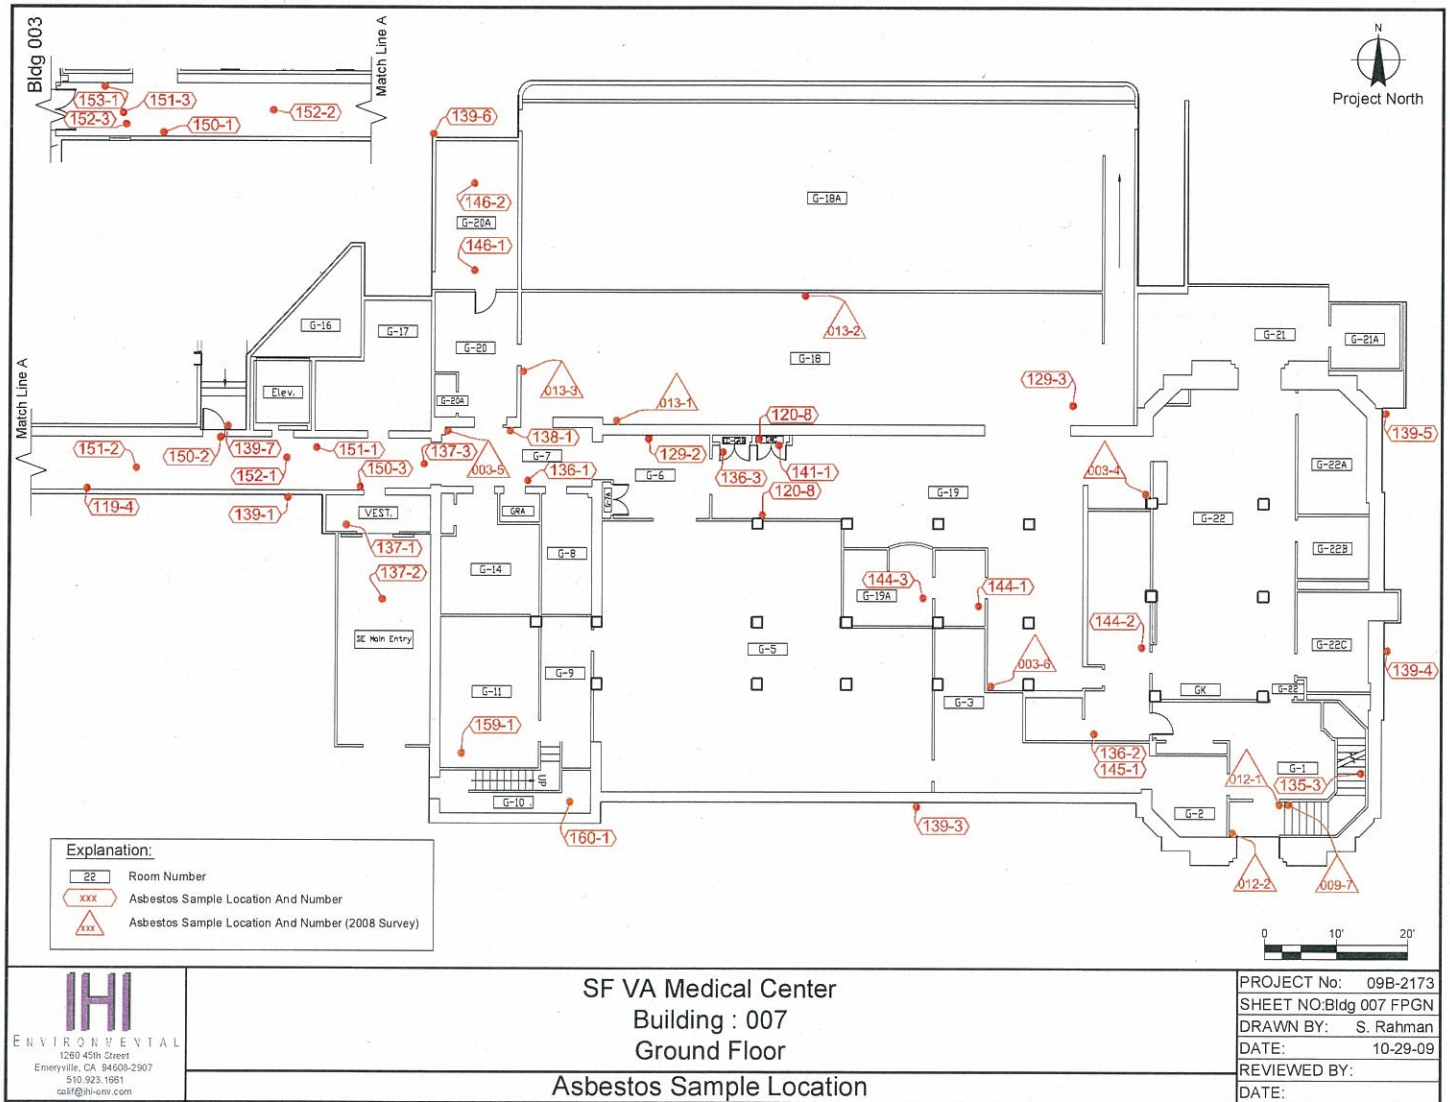 Bldg 003
Match Line A
153-1
151-3
152-3
150-1
152-2
139-6
N
Project North
146-2
G-20A
146-1
G-18A
G-16
G-17
G-20
013-2
G-18
G-21
G-21A
Elev.
G-20A
013-3
013-1
129-3
120-8
Match Line A
151-2
150-2
139-7
152-1
151-1
150-3
137-3
003-5
138-1
G-7
136-1
129-2
G-6
136-3
141-1
120-8
G-19
003-4
139-5
G-22A
G-22
119-4
139-1
VEST.
137-1
137-2
GRA
G-7A
G-8
G-14
G-22B
144-3
G-19A
144-1
144-2
SE Main Entry
G-5
003-6
G-22C
139-4
G-11
G-9
G-3
GK
G-22
159-1
136-2
145-1
G-1
012-1
135-3
UP
G-10
160-1
139-3
G-2
012-2
009-7
Explanation:
22 Room Number
XXX Asbestos Sample Location And Number
XXX Asbestos Sample Location And Number (2008 Survey)
0 10' 20'
IHI
ENVIRONMENTAL
1260 45th Street
Emeryville, CA 94608-2907
510.923.1661
calif@ihi-env.com
SF VA Medical Center
Building : 007
Ground Floor
Asbestos Sample Location
PROJECT No: 09B-2173
SHEET NO:Bldg 007 FPGN
DRAWN BY: S. Rahman
DATE: 10-29-09
REVIEWED BY:
DATE: